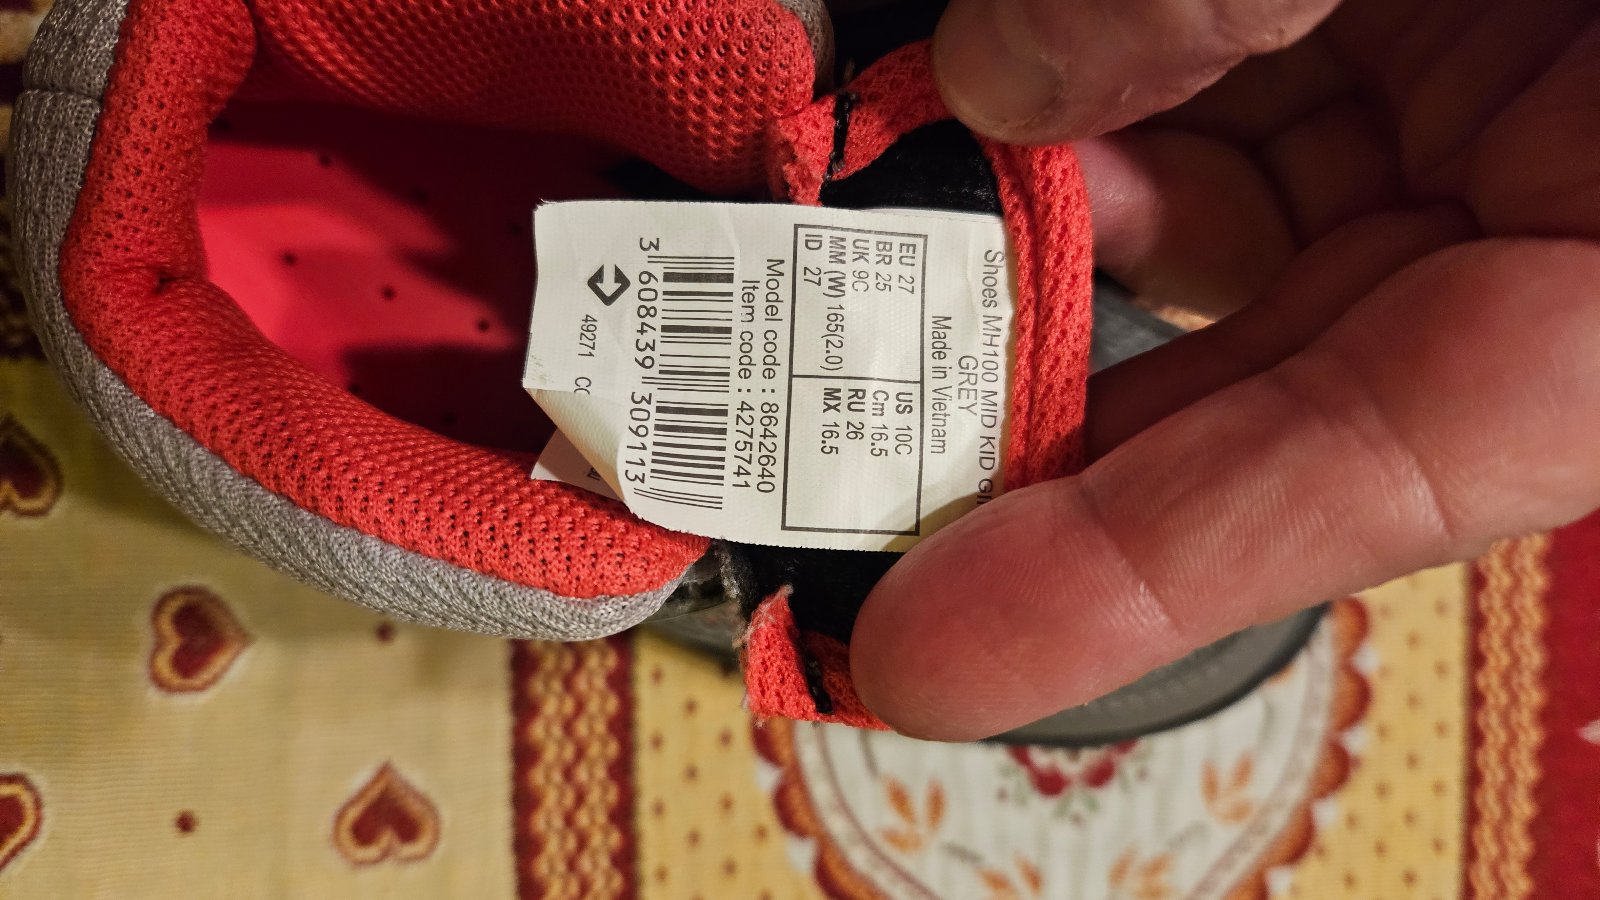 Shoes MH100 MID KID
GREY
Made in Vietnam
EU 27
BR 25
UK 9C
MM (W) 165(2.0)
ID 27
US 10C
Cm 16.5
RU 26
MX 16.5
Model code : 8642640
Item code : 4275741
3 608439 309113
49271